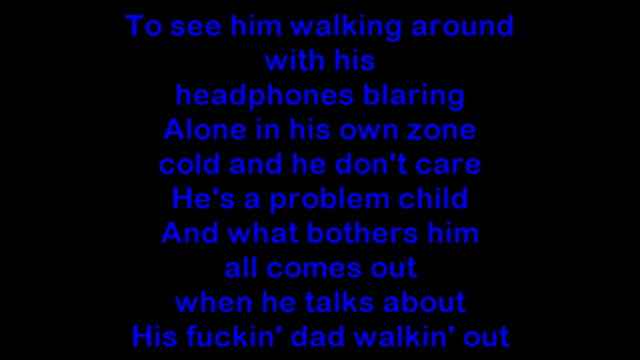 To see him walking around
with his
headphones blaring
Alone in his own zone
cold and he don't care
He's a problem child
And what bothers him
all comes out
when he talks about
His fuckin' dad walkin' out